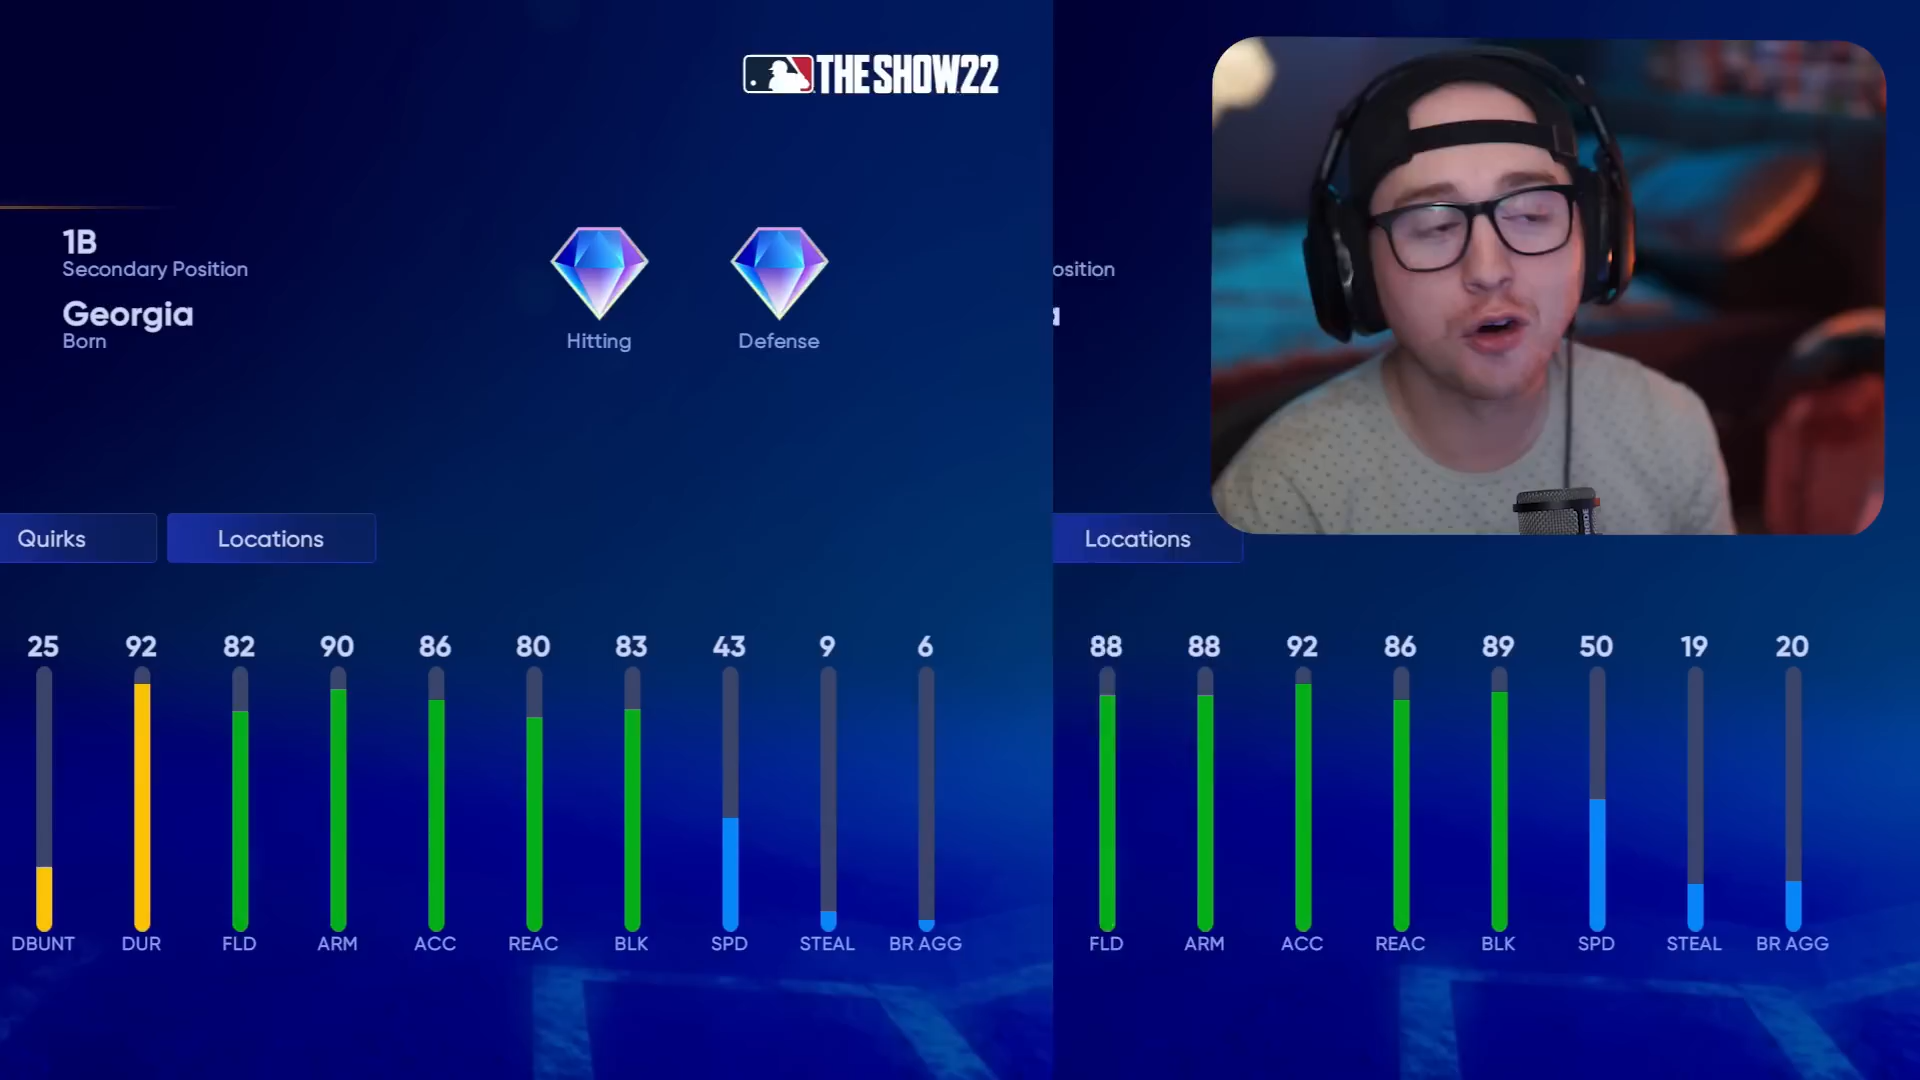 THE SHOW 22
1B
Secondary Position
osition
Georgia
a
Born
Hitting
Defense
Quirks
Locations
Locations
25 92 82 90 86 80 83 43 9 6
88 88 92 86 89 50 19 20
DBUNT DUR FLD ARM ACC REAC BLK SPD STEAL BR AGG
FLD ARM ACC REAC BLK SPD STEAL BR AGG
RODE